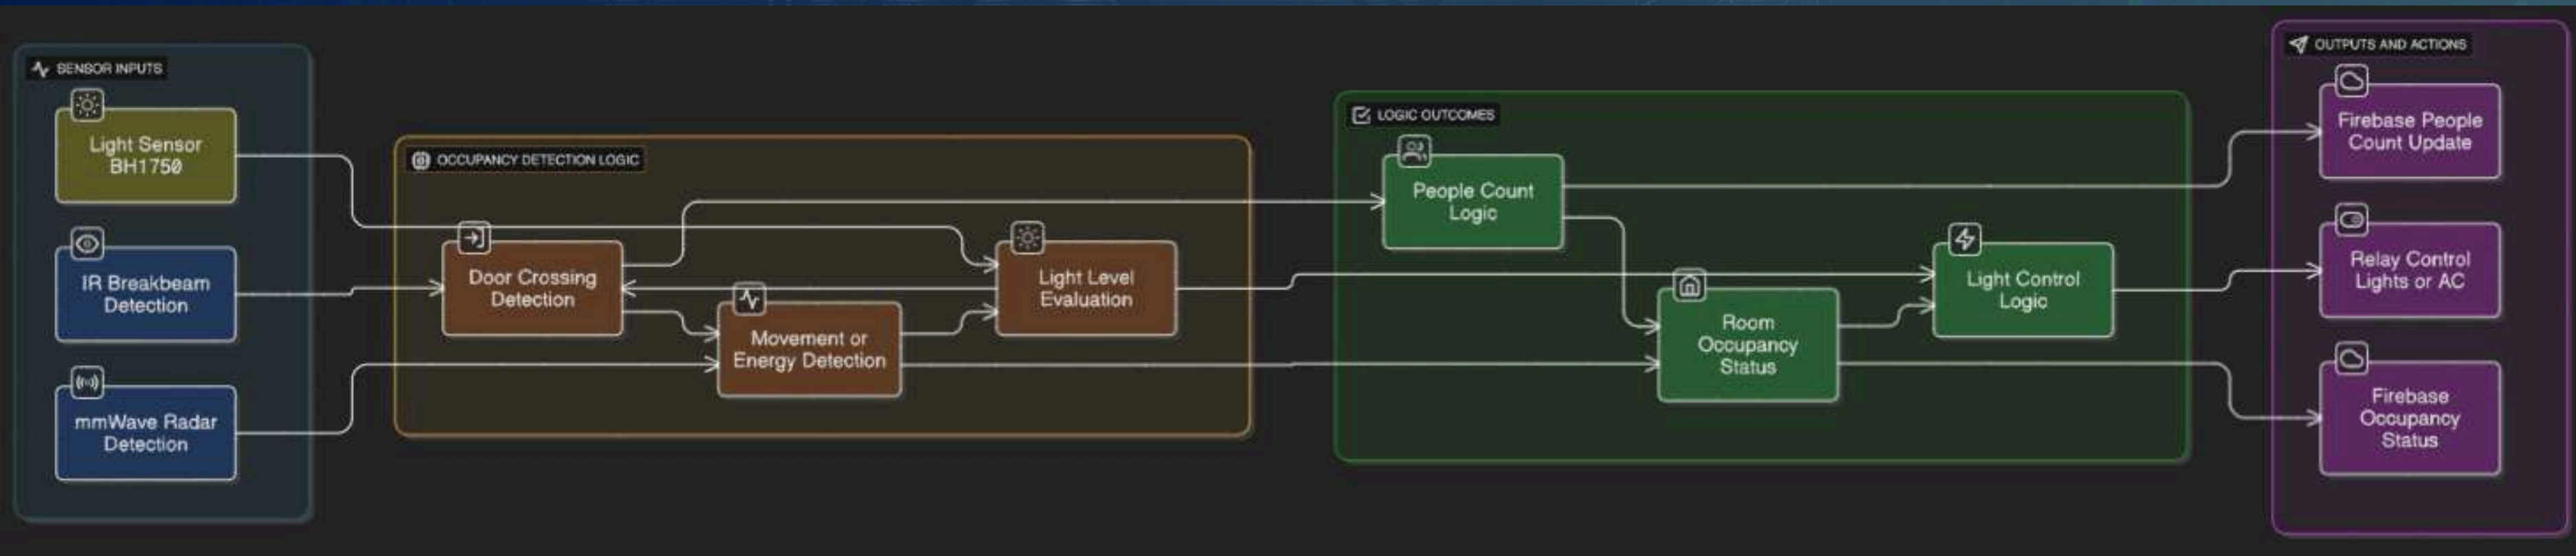 SENSOR INPUTS
Light Sensor
BH1750
IR Breakbeam
Detection
mmWave Radar
Detection
OCCUPANCY DETECTION LOGIC
Door Crossing
Detection
Movement or
Energy Detection
Light Level
Evaluation
LOGIC OUTCOMES
People Count
Logic
Room
Occupancy
Status
Light Control
Logic
OUTPUTS AND ACTIONS
Firebase People
Count Update
Relay Control
Lights or AC
Firebase
Occupancy
Status